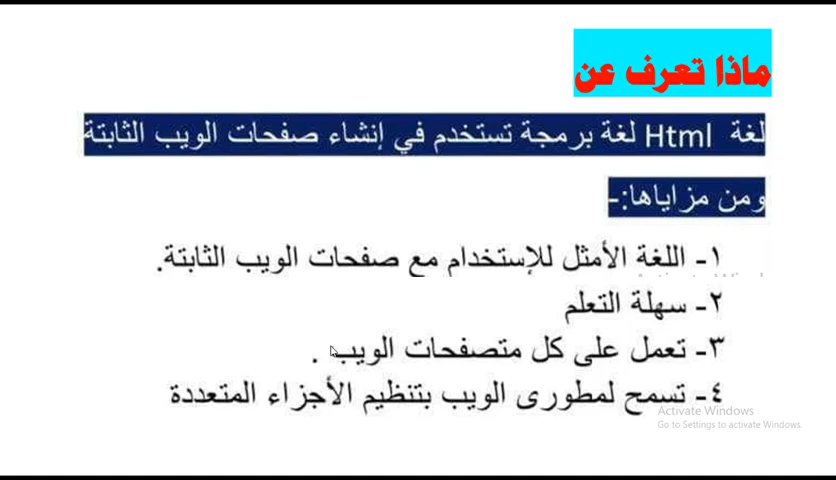 ماذا تعرف عن
لغة Html لغة برمجة تستخدم في إنشاء صفحات الويب الثابتة
ومن مزاياها:-
١- اللغة الأمثل للإستخدام مع صفحات الويب الثابتة.
٢- سهلة التعلم
٣- تعمل على كل متصفحات الويب .
٤- تسمح لمطورى الويب بتنظيم الأجزاء المتعددة
Activate Windows
Go to Settings to activate Windows.